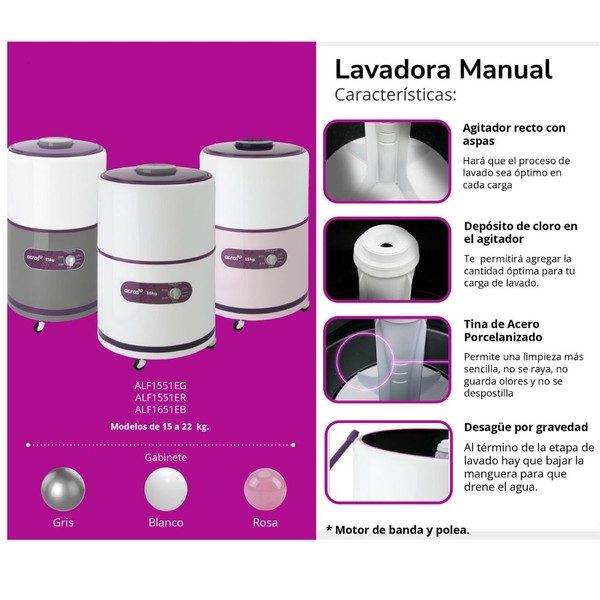 Lavadora Manual
Características:
Agitador recto con
aspas
Hará que el proceso de
lavado sea óptimo en
cada carga
Depósito de cloro en
el agitador
Te permitirá agregar la
cantidad óptima para tu
carga de lavado.
Tina de Acero
Porcelanizado
Permite una limpieza más
sencilla, no se raya, no
guarda olores y no se
despostilla
Desagüe por gravedad
Al término de la etapa de
lavado hay que bajar la
manguera para que
drene el agua.
* Motor de banda y polea.
acros
acros
acros
ALF1551EG
ALF1551ER
ALF1651EB
Modelos de 15 a 22 kg.
Gabinete
Gris
Blanco
Rosa